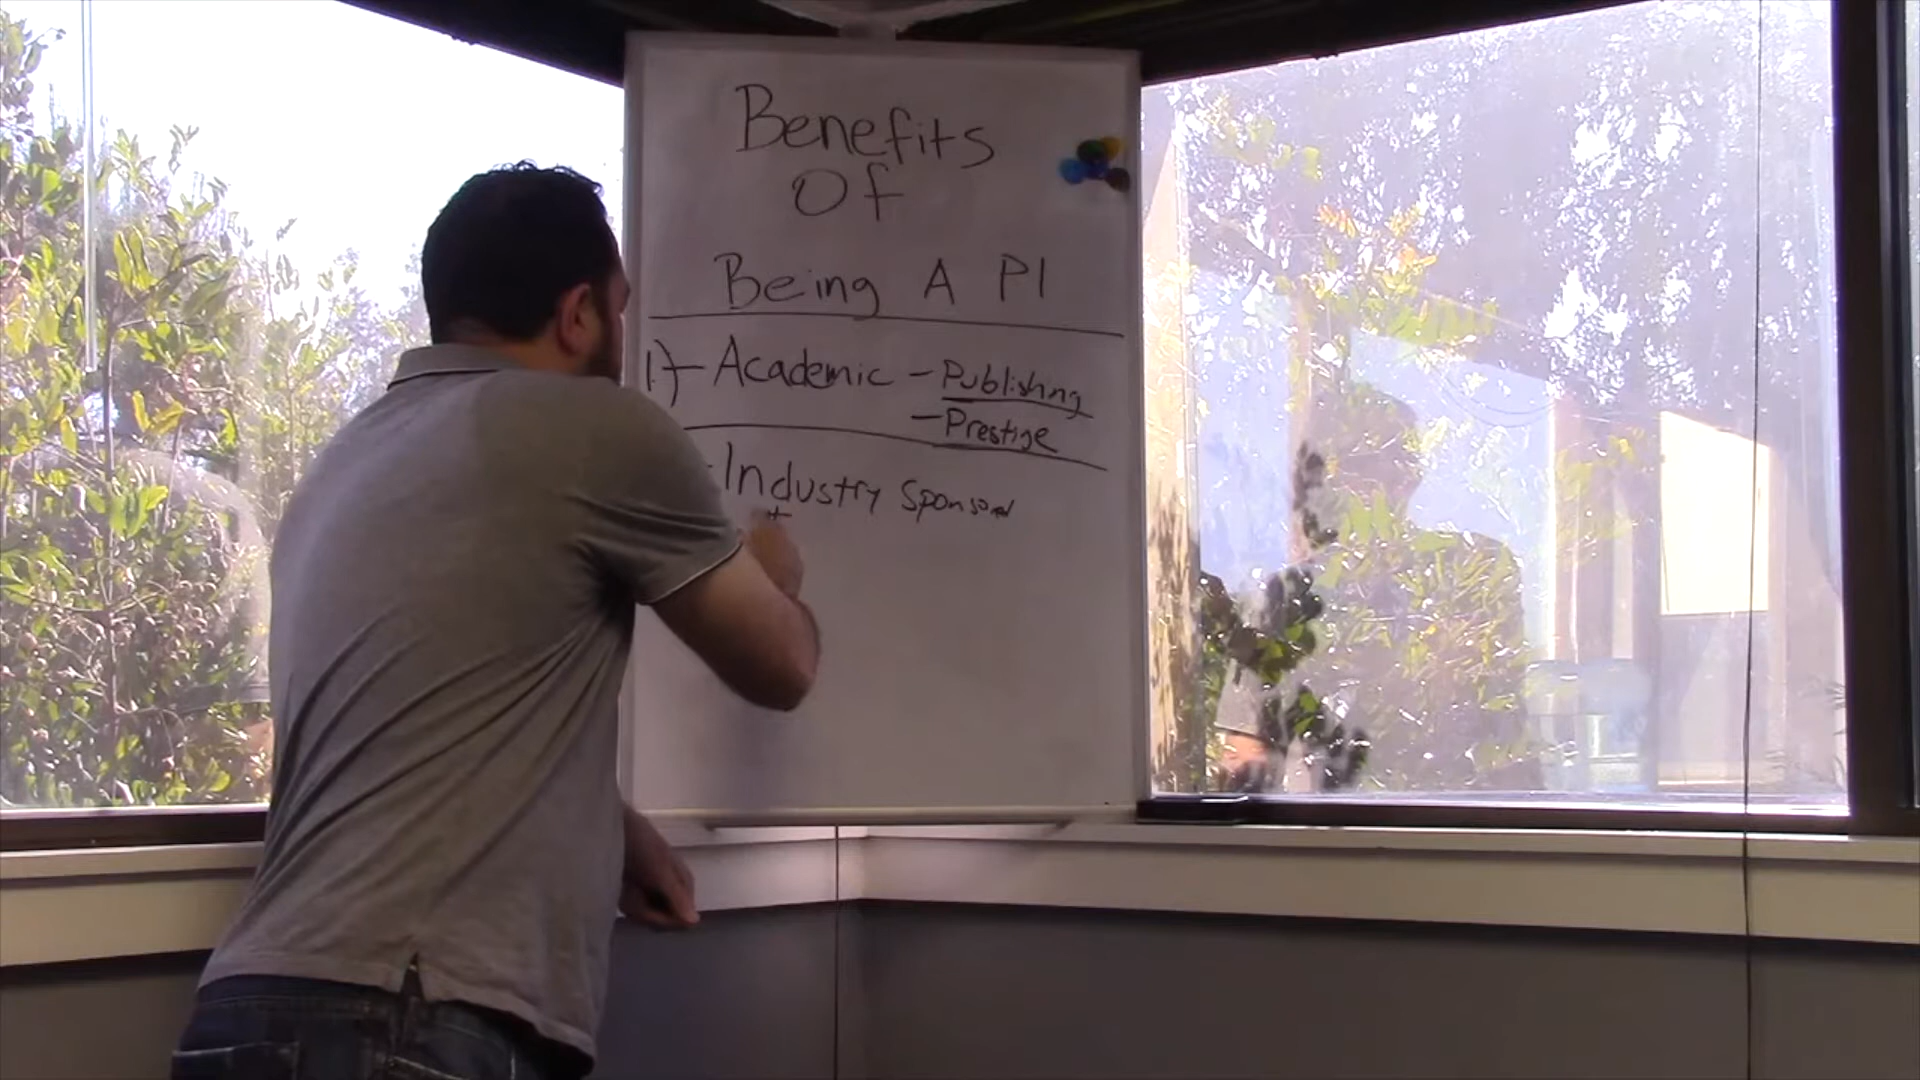 Benefits
Of
Being A PI
1.) - Academic - Publishing
- Prestige
- Industry Sponsored